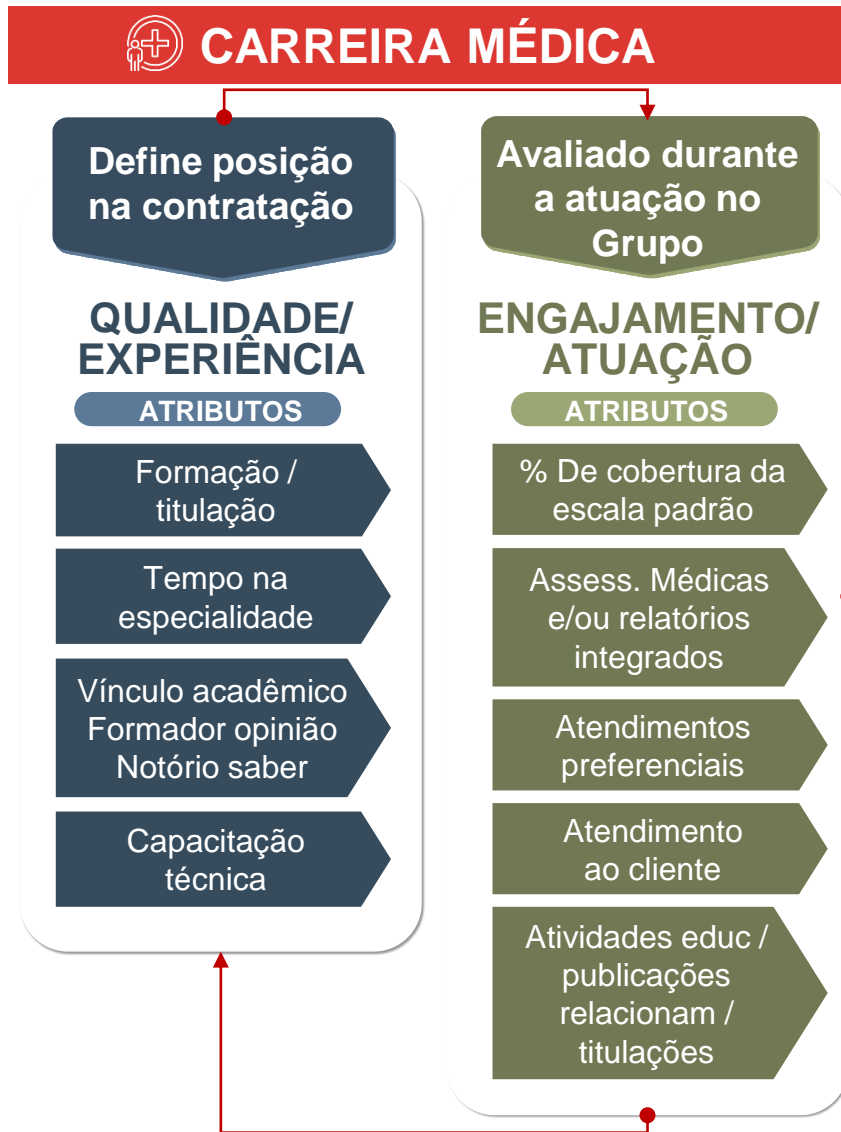 CARREIRA MÉDICA
Define posição
na contratação
QUALIDADE/
EXPERIÊNCIA
ATRIBUTOS
Formação /
titulação
Tempo na
especialidade
Vínculo acadêmico
Formador opinião
Notório saber
Capacitação
técnica
Avaliado durante
a atuação no
Grupo
ENGAJAMENTO/
ATUAÇÃO
ATRIBUTOS
% De cobertura da
escala padrão
Assess. Médicas
e/ou relatórios
integrados
Atendimentos
preferenciais
Atendimento
ao cliente
Atividades educ /
publicações
relacionam /
titulações